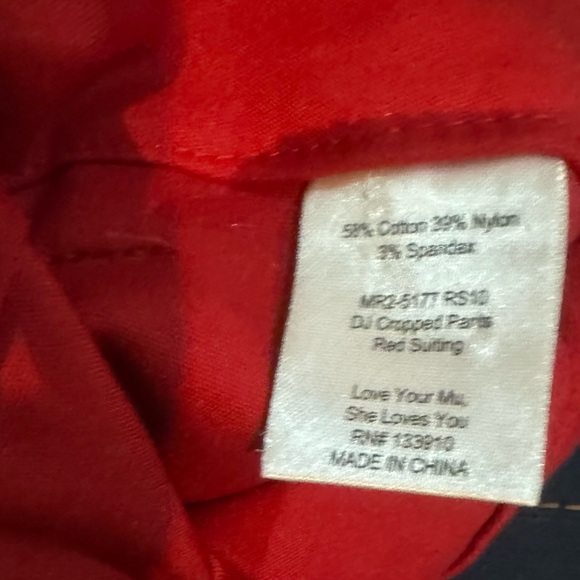 58% Cotton 39% Nylon
3% Spandex
MR2-5177 RS10
DJ Cropped Pants
Red Suiting
Love Your Mu,
She Loves You
RN# 133910
MADE IN CHINA